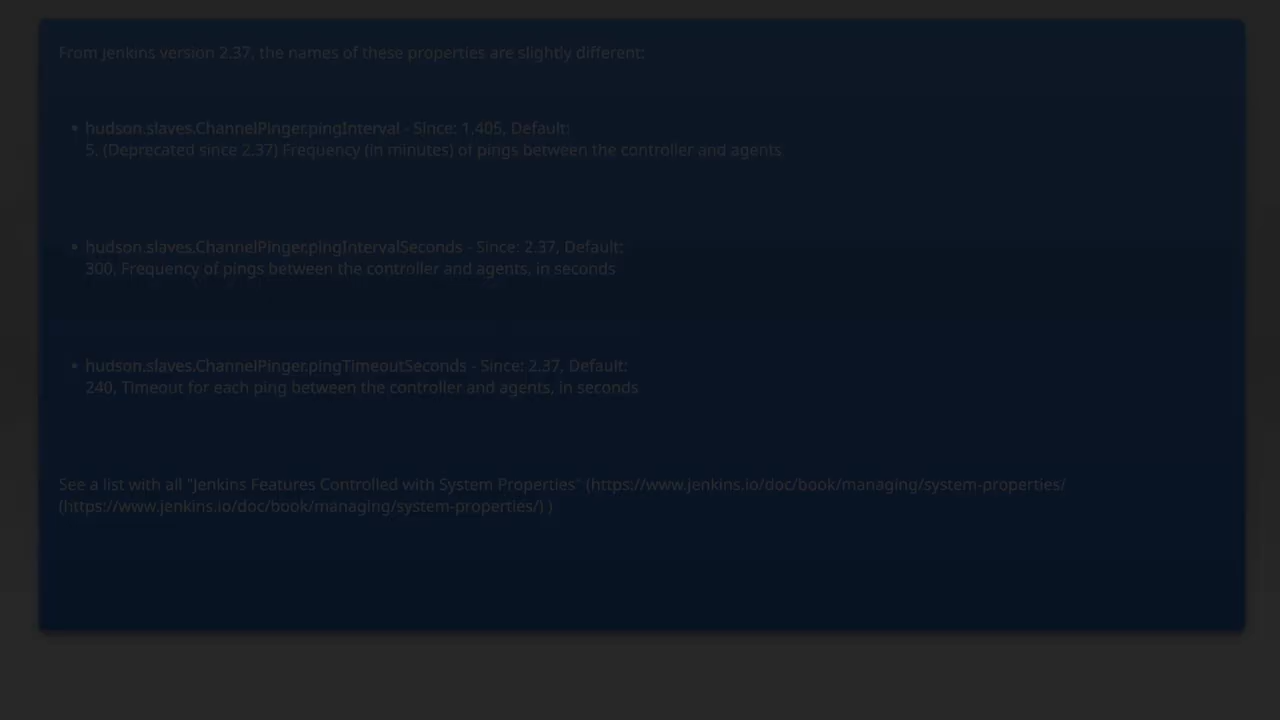 From Jenkins version 2.37, the names of these properties are slightly different:
• hudson.slaves.ChannelPinger.pingInterval - Since: 1.405, Default:
5. (Deprecated since 2.37) Frequency (in minutes) of pings between the controller and agents
• hudson.slaves.ChannelPinger.pingIntervalSeconds - Since: 2.37, Default:
300, Frequency of pings between the controller and agents, in seconds
• hudson.slaves.ChannelPinger.pingTimeoutSeconds - Since: 2.37, Default:
240, Timeout for each ping between the controller and agents, in seconds
See a list with all "Jenkins Features Controlled with System Properties" (https://www.jenkins.io/doc/book/managing/system-properties/
(https://www.jenkins.io/doc/book/managing/system-properties/) )